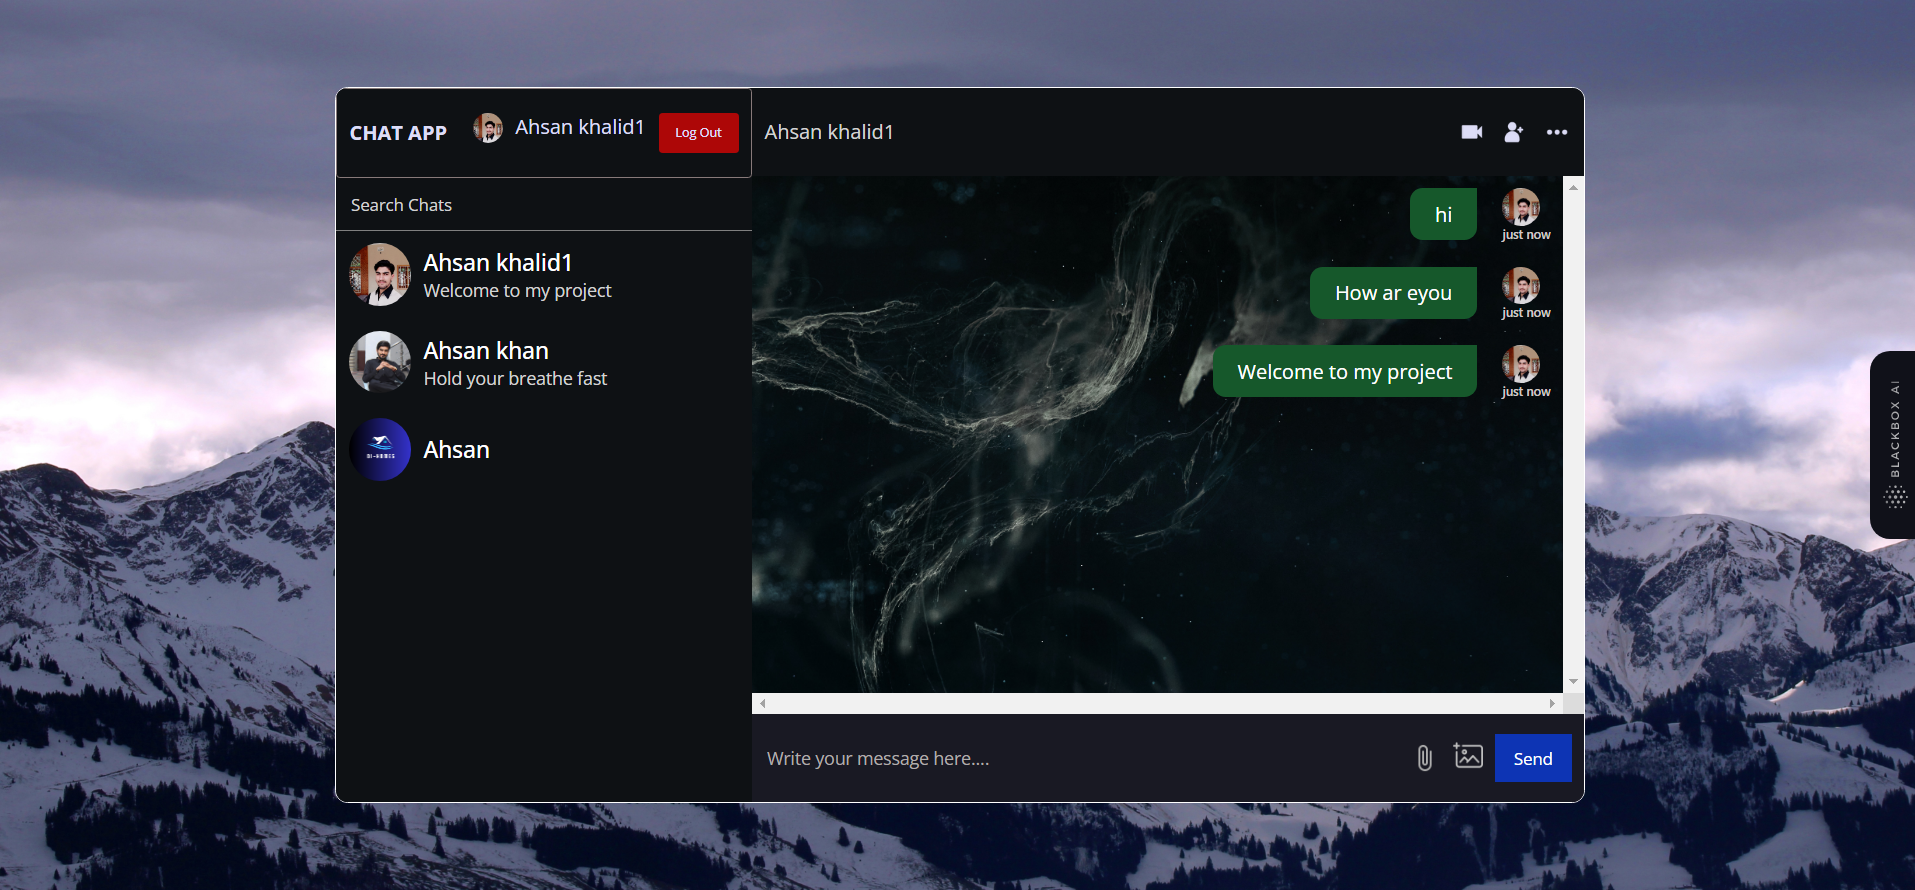 CHAT APP
Ahsan khalid1
Log Out
Search Chats
Ahsan khalid1
Welcome to my project
Ahsan khan
Hold your breathe fast
Ahsan
Ahsan khalid1
hi
just now
How ar eyou
just now
Welcome to my project
just now
Write your message here....
Send
BLACKBOX AI